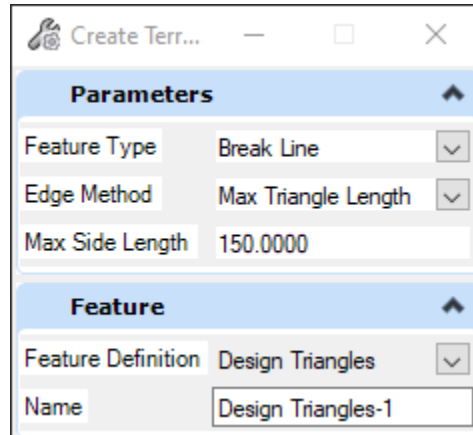 Create Terr...
Parameters
Feature Type Break Line
Edge Method Max Triangle Length
Max Side Length 150.0000
Feature
Feature Definition Design Triangles
Name Design Triangles-1